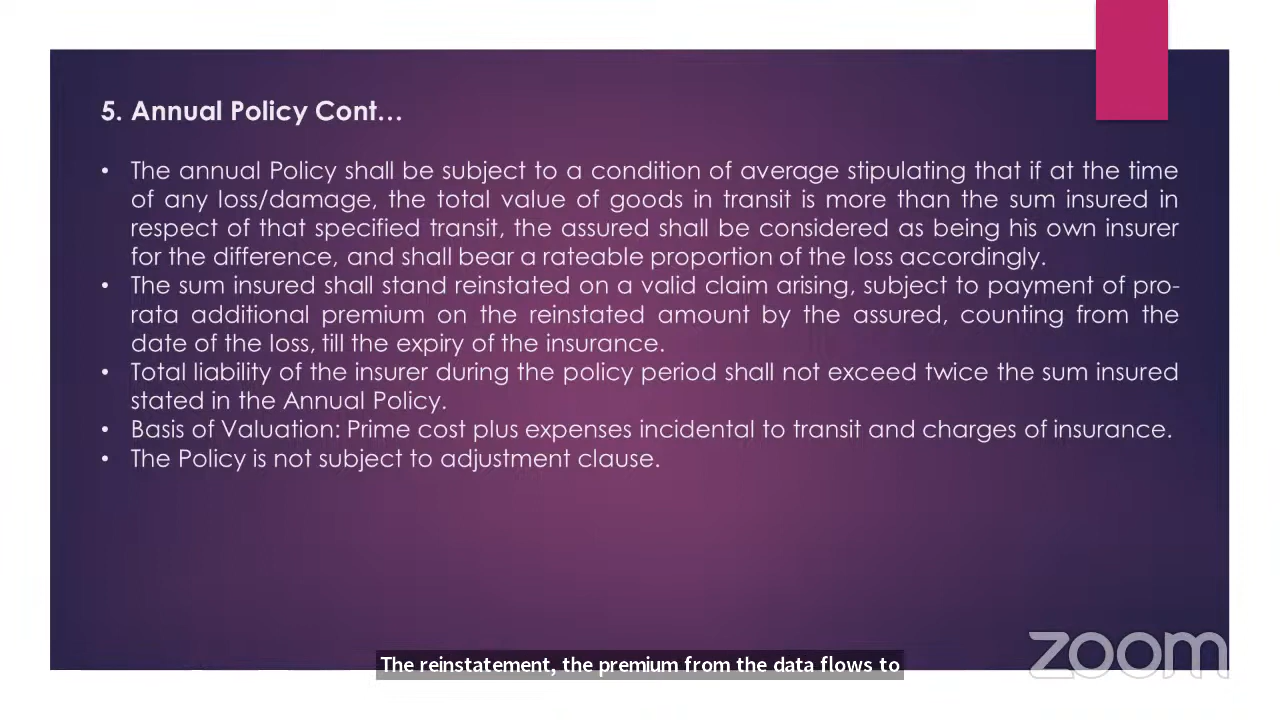 5. Annual Policy Cont…
• The annual Policy shall be subject to a condition of average stipulating that if at the time
of any loss/damage, the total value of goods in transit is more than the sum insured in
respect of that specified transit, the assured shall be considered as being his own insurer
for the difference, and shall bear a rateable proportion of the loss accordingly.
• The sum insured shall stand reinstated on a valid claim arising, subject to payment of pro-
rata additional premium on the reinstated amount by the assured, counting from the
date of the loss, till the expiry of the insurance.
• Total liability of the insurer during the policy period shall not exceed twice the sum insured
stated in the Annual Policy.
• Basis of Valuation: Prime cost plus expenses incidental to transit and charges of insurance.
• The Policy is not subject to adjustment clause.
zoom
The reinstatement, the premium from the data flows to